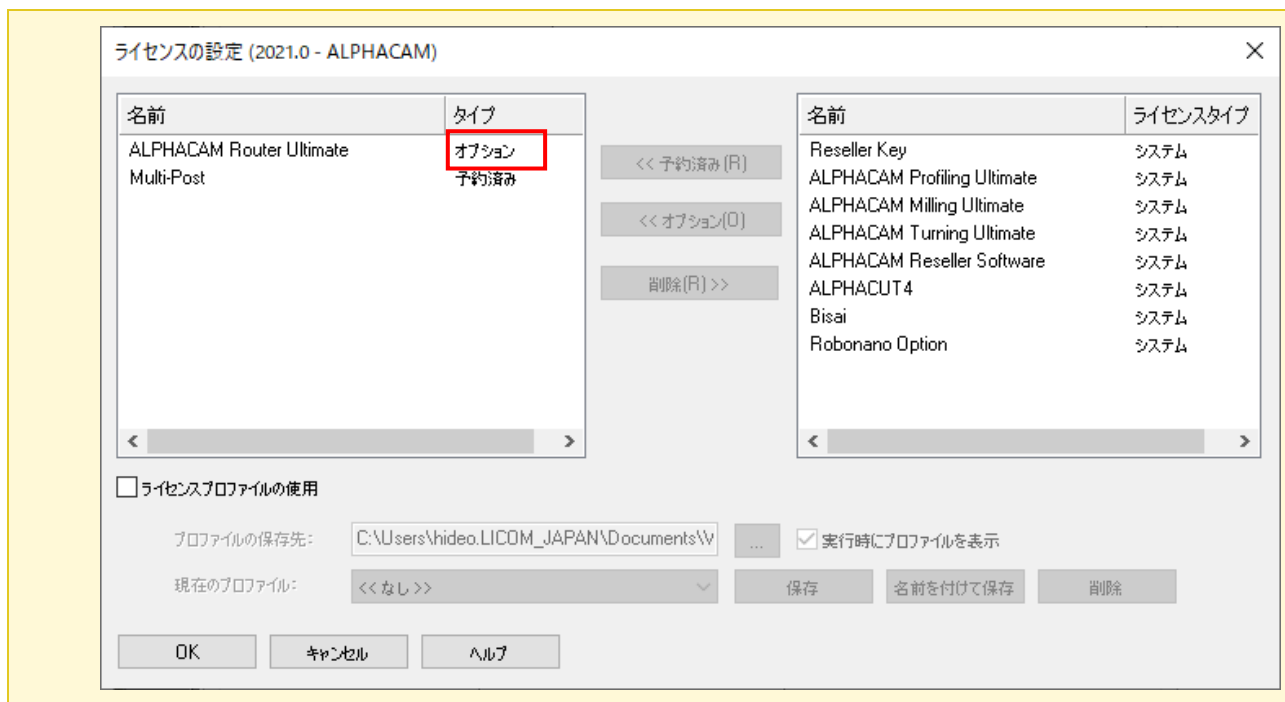 ライセンスの設定 (2021.0 - ALPHACAM)
名前 タイプ
ALPHACAM Router Ultimate オプション
Multi-Post 予約済み
<< 予約済み(R)
<< オプション(O)
削除(R) >>
名前 ライセンスタイプ
Reseller Key システム
ALPHACAM Profiling Ultimate システム
ALPHACAM Milling Ultimate システム
ALPHACAM Turning Ultimate システム
ALPHACAM Reseller Software システム
ALPHACUT4 システム
Bisai システム
Robonano Option システム
ライセンスプロファイルの使用
プロファイルの保存先: C:\Users\hideo.LICOM_JAPAN\Documents\V ... 実行時にプロファイルを表示
現在のプロファイル: << なし >> 保存 名前を付けて保存 削除
OK キャンセル ヘルプ